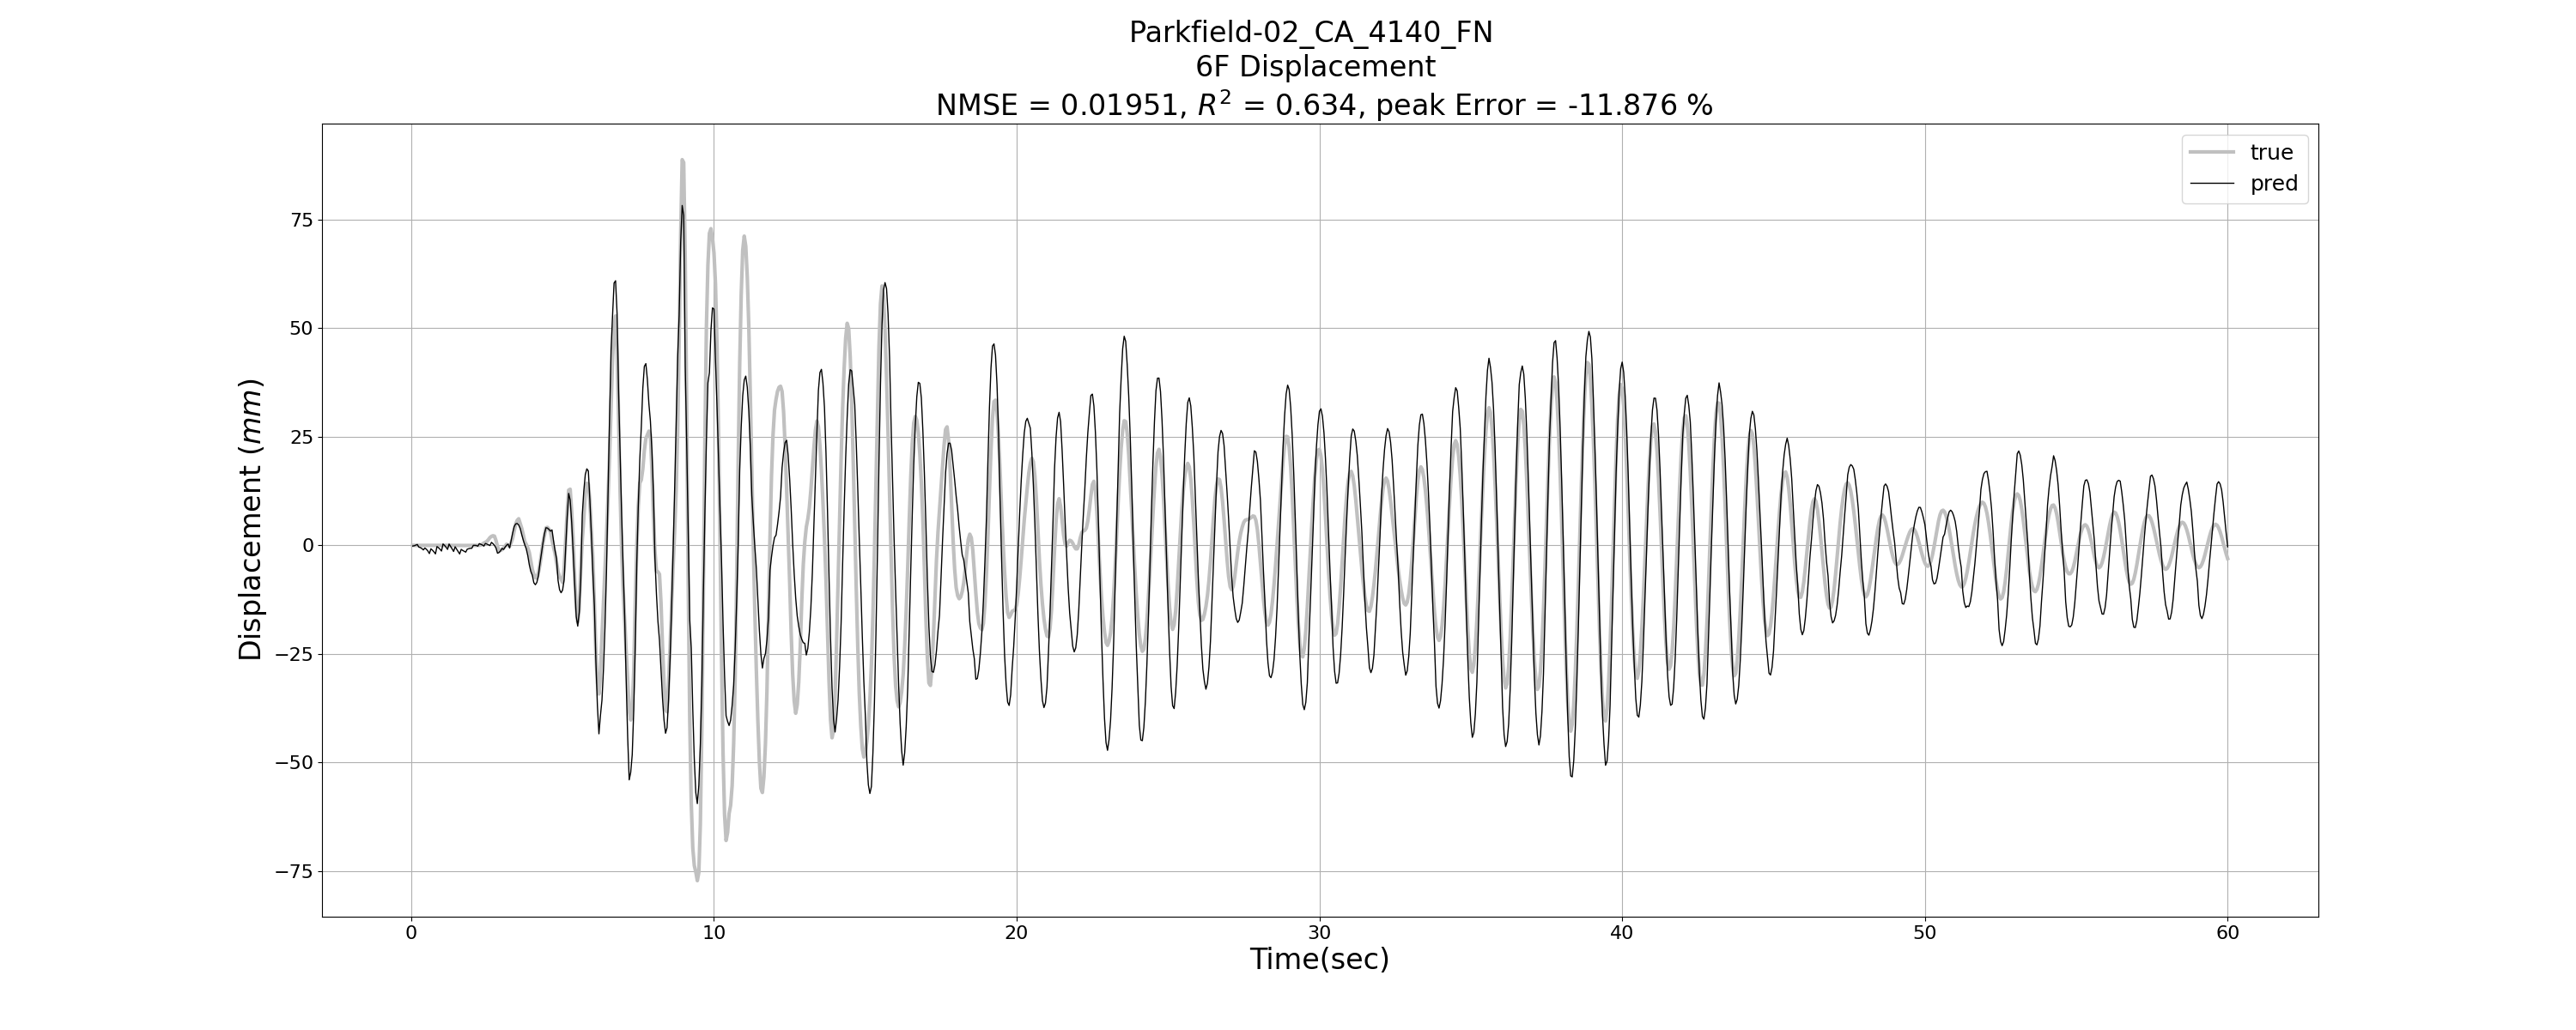 Parkfield-02_CA_4140_FN
6F Displacement
NMSE = 0.01951, R² = 0.634, peak Error = -11.876 %
true
pred
Displacement (mm)
75
50
25
0
−25
−50
−75
0 10 20 30 40 50 60
Time(sec)